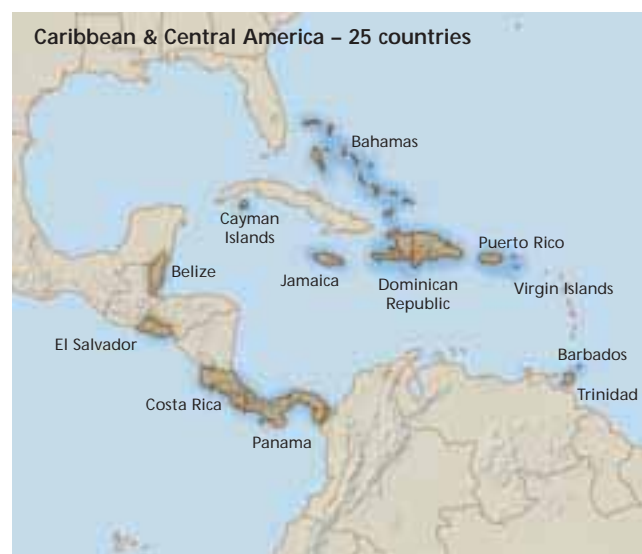 Caribbean & Central America – 25 countries
Bahamas
Cayman
Islands
Puerto Rico
Belize
Jamaica
Dominican
Republic
Virgin Islands
El Salvador
Barbados
Trinidad
Costa Rica
Panama